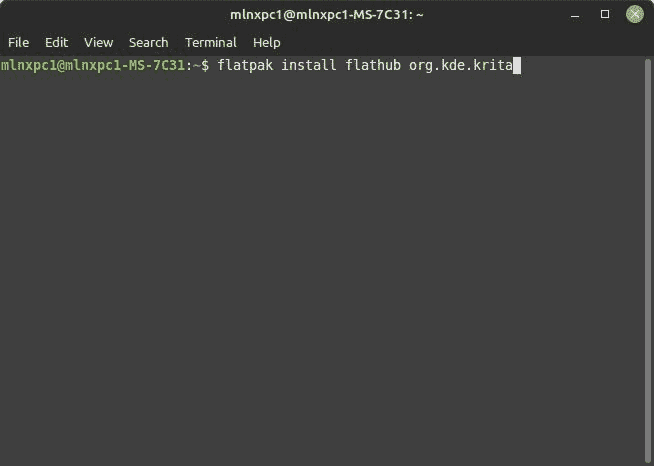 mlnxpc1@mlnxpc1-MS-7C31: ~
File Edit View Search Terminal Help
mlnxpc1@mlnxpc1-MS-7C31:~$ flatpak install flathub org.kde.krita